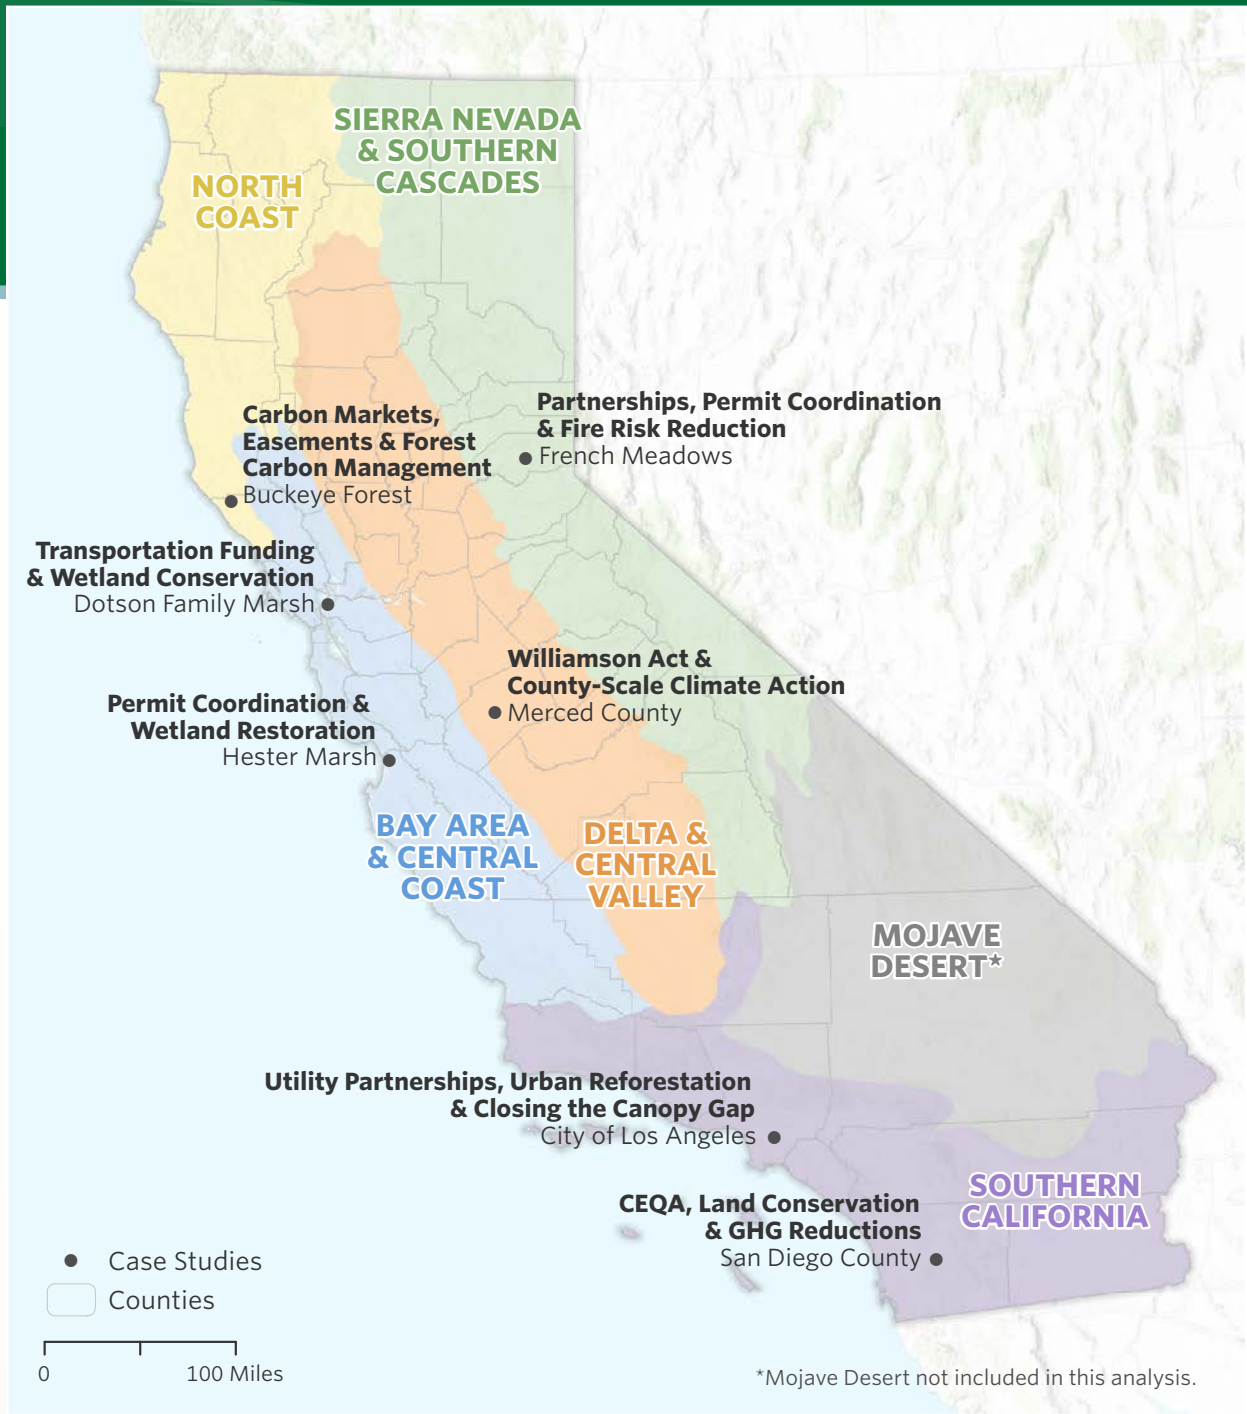 SIERRA NEVADA
& SOUTHERN
CASCADES
NORTH
COAST
Carbon Markets,
Easements & Forest
Carbon Management
Buckeye Forest
Partnerships, Permit Coordination
& Fire Risk Reduction
French Meadows
Transportation Funding
& Wetland Conservation
Dotson Family Marsh
Williamson Act &
County-Scale Climate Action
Merced County
Permit Coordination &
Wetland Restoration
Hester Marsh
BAY AREA
& CENTRAL
COAST
DELTA &
CENTRAL
VALLEY
MOJAVE
DESERT*
Utility Partnerships, Urban Reforestation
& Closing the Canopy Gap
City of Los Angeles
SOUTHERN
CALIFORNIA
CEQA, Land Conservation
& GHG Reductions
San Diego County
Case Studies
Counties
0 100 Miles
*Mojave Desert not included in this analysis.